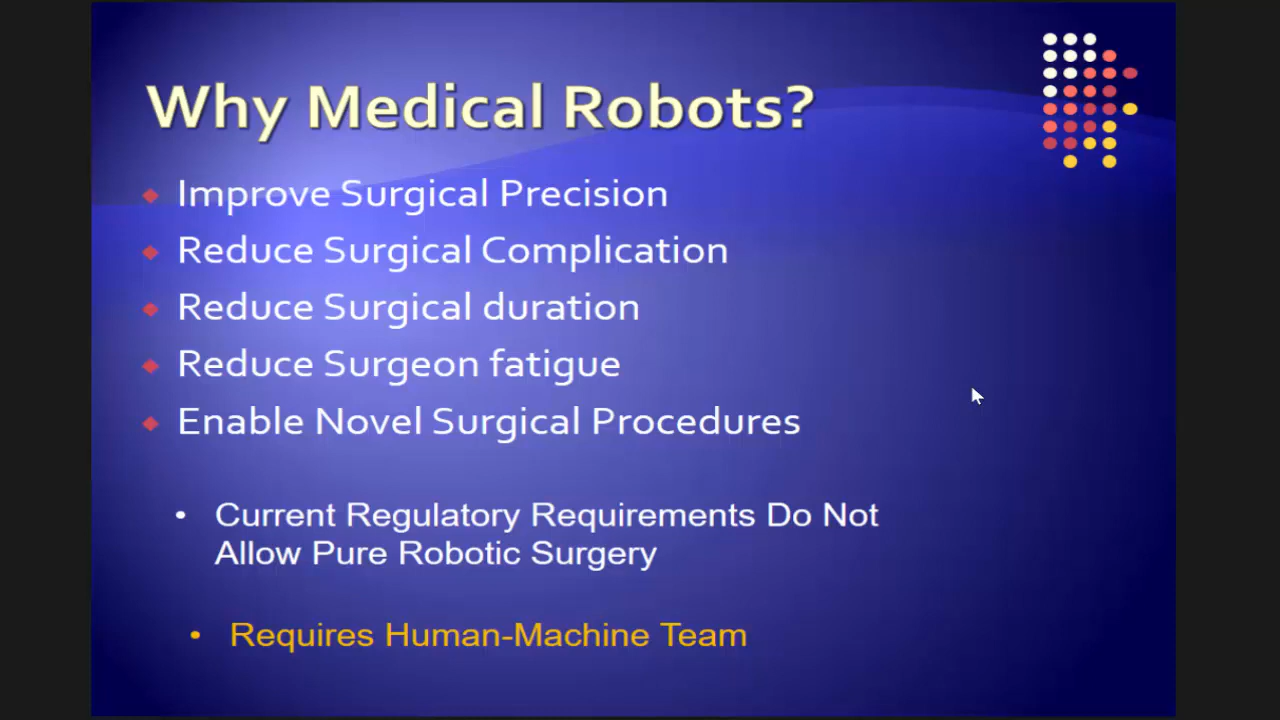 Why Medical Robots?
Improve Surgical Precision
Reduce Surgical Complication
Reduce Surgical duration
Reduce Surgeon fatigue
Enable Novel Surgical Procedures
• Current Regulatory Requirements Do Not
Allow Pure Robotic Surgery
• Requires Human-Machine Team